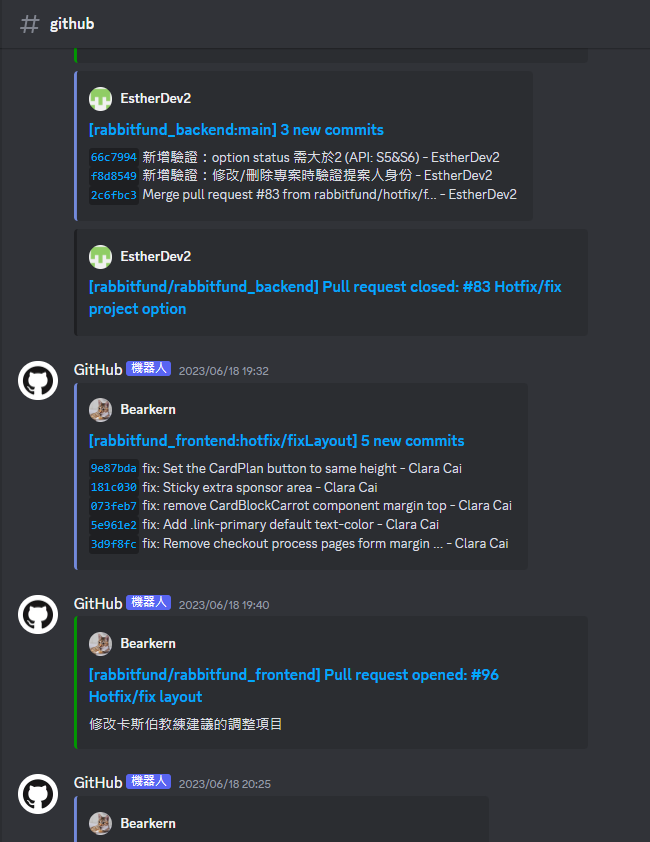 github
EstherDev2
[rabbitfund_backend:main] 3 new commits
66c7994 新增驗證：option status 需大於2 (API: S5&S6) - EstherDev2
f8d8549 新增驗證：修改/刪除專案時驗證提案人身份 - EstherDev2
2c6fbc3 Merge pull request #83 from rabbitfund/hotfix/f... - EstherDev2
EstherDev2
[rabbitfund/rabbitfund_backend] Pull request closed: #83 Hotfix/fix
project option
GitHub 機器人 2023/06/18 19:32
Bearkern
[rabbitfund_frontend:hotfix/fixLayout] 5 new commits
9e87bda fix: Set the CardPlan button to same height - Clara Cai
181c030 fix: Sticky extra sponsor area - Clara Cai
073feb7 fix: remove CardBlockCarrot component margin top - Clara Cai
5e961e2 fix: Add .link-primary default text-color - Clara Cai
3d9f8fc fix: Remove checkout process pages form margin ... - Clara Cai
GitHub 機器人 2023/06/18 19:40
Bearkern
[rabbitfund/rabbitfund_frontend] Pull request opened: #96
Hotfix/fix layout
修改卡斯伯教練建議的調整項目
GitHub 機器人 2023/06/18 20:25
Bearkern